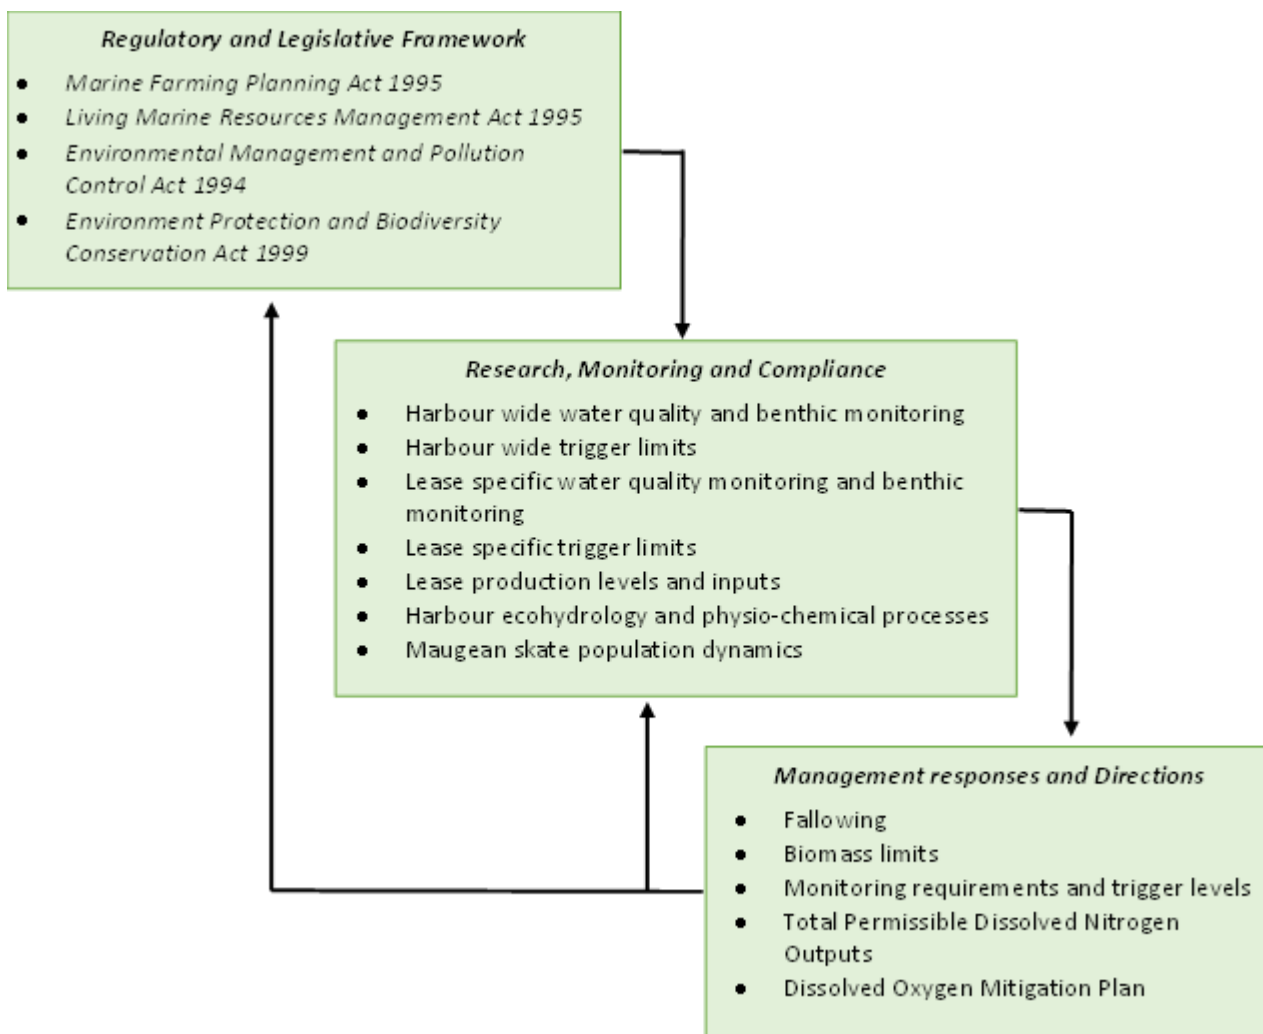 Regulatory and Legislative Framework
● Marine Farming Planning Act 1995
● Living Marine Resources Management Act 1995
● Environmental Management and Pollution
Control Act 1994
● Environment Protection and Biodiversity
Conservation Act 1999
Research, Monitoring and Compliance
● Harbour wide water quality and benthic monitoring
● Harbour wide trigger limits
● Lease specific water quality monitoring and benthic
monitoring
● Lease specific trigger limits
● Lease production levels and inputs
● Harbour ecohydrology and physio-chemical processes
● Maugean skate population dynamics
Management responses and Directions
● Fallowing
● Biomass limits
● Monitoring requirements and trigger levels
● Total Permissible Dissolved Nitrogen
Outputs
● Dissolved Oxygen Mitigation Plan